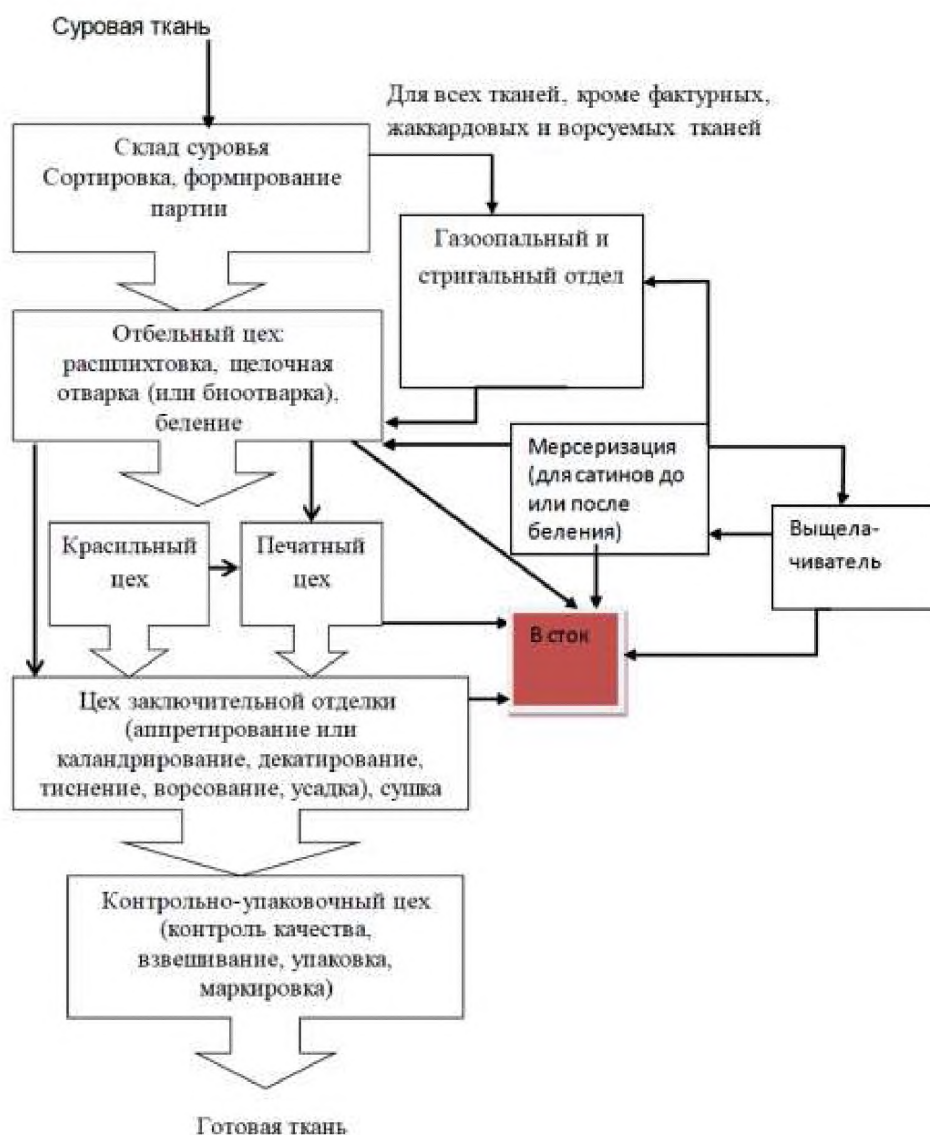 Суровая ткань
Для всех тканей, кроме фактурных,
жаккардовых и ворсуемых тканей
Склад суровья
Сортировка, формирование
партии
Газоопальный и
стригальный отдел
Отбельный цех:
расшлихтовка, щелочная
отварка (или биоотварка),
беление
Мерсеризация
(для сатинов до
или после
беления)
Выщела-
чиватель
Красильный
цех
Печатный
цех
В сток
Цех заключительной отделки
(аппретирование или
каландрирование, декатирование,
тиснение, ворсование, усадка), сушка
Контрольно-упаковочный цех
(контроль качества,
взвешивание, упаковка,
маркировка)
Готовая ткань